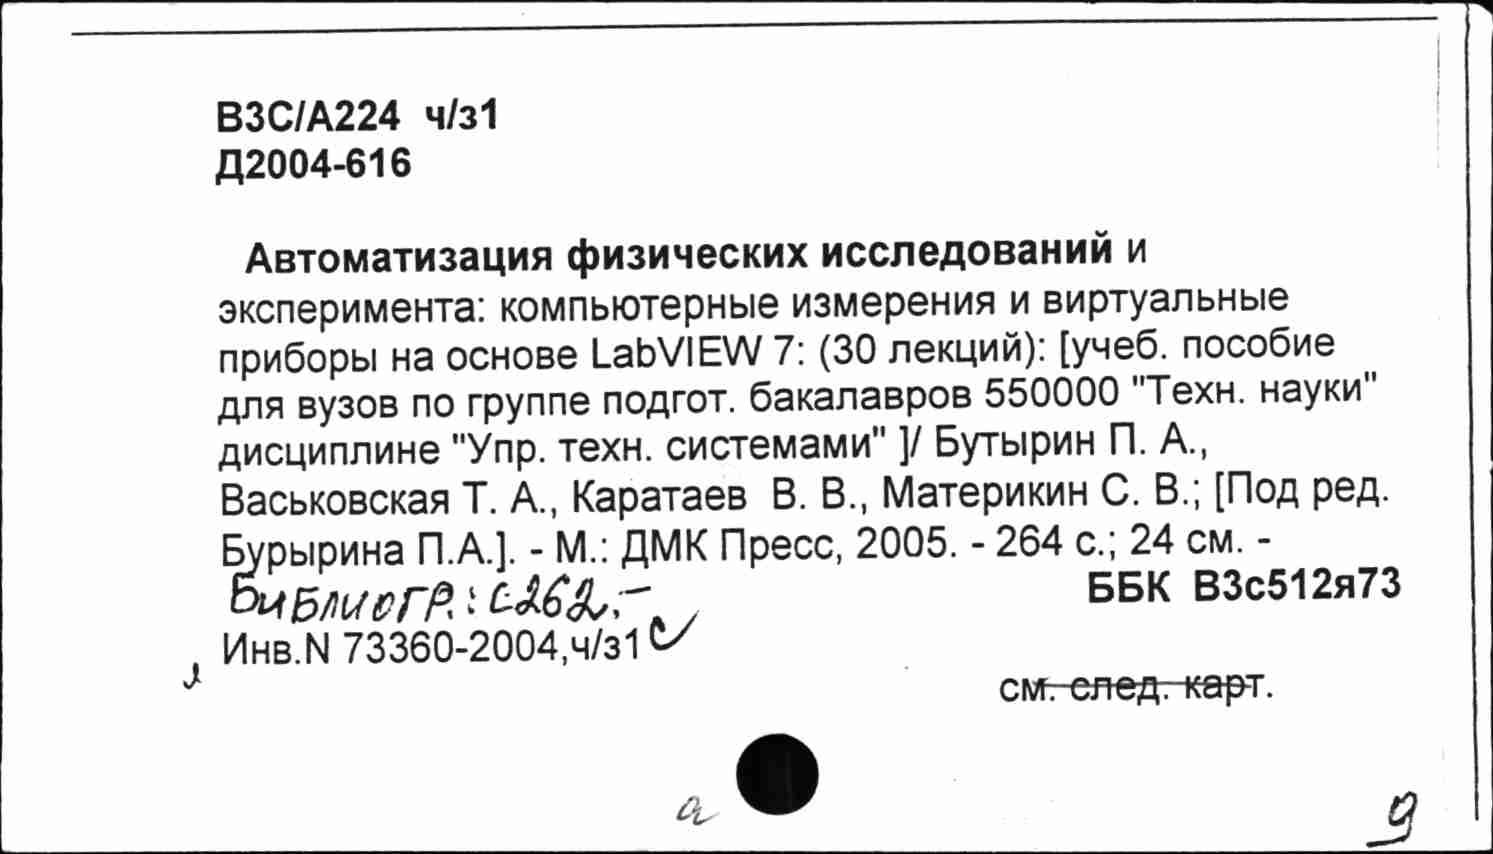 В3С/А224 ч/з1
Д2004-616
Автоматизация физических исследований и
эксперимента: компьютерные измерения и виртуальные
приборы на основе LabVIEW 7: (30 лекций): [учеб. пособие
для вузов по группе подгот. бакалавров 550000 "Техн. науки"
дисциплине "Упр. техн. системами" ]/ Бутырин П. А.,
Васьковская Т. А., Каратаев В. В., Материкин С. В.; [Под ред.
Бурырина П.А.]. - М.: ДМК Пресс, 2005. - 264 с.; 24 см. -
Библиогр.: с262.-
ББК В3с512я73
Инв.N 73360-2004,ч/з1
см. след. карт.
а
9